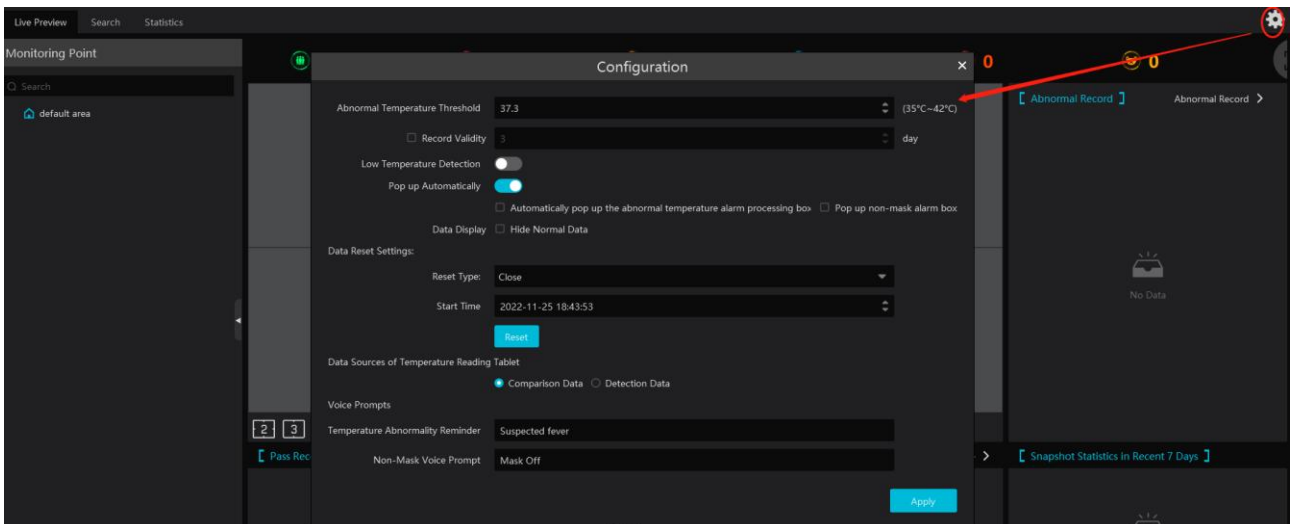 Live Preview Search Statistics
Monitoring Point
Search
default area
0
0
Configuration
Abnormal Temperature Threshold 37.3 (35°C~42°C)
Record Validity 3 day
Low Temperature Detection
Pop up Automatically
Automatically pop up the abnormal temperature alarm processing box Pop up non-mask alarm box
Data Display Hide Normal Data
Data Reset Settings:
Reset Type: Close
Start Time 2022-11-25 18:43:53
Reset
Data Sources of Temperature Reading Tablet
Comparison Data Detection Data
Voice Prompts
Temperature Abnormality Reminder Suspected fever
Non-Mask Voice Prompt Mask Off
Apply
[ Abnormal Record ] Abnormal Record >
No Data
2 3
[ Pass Rec
>
[ Snapshot Statistics in Recent 7 Days ]